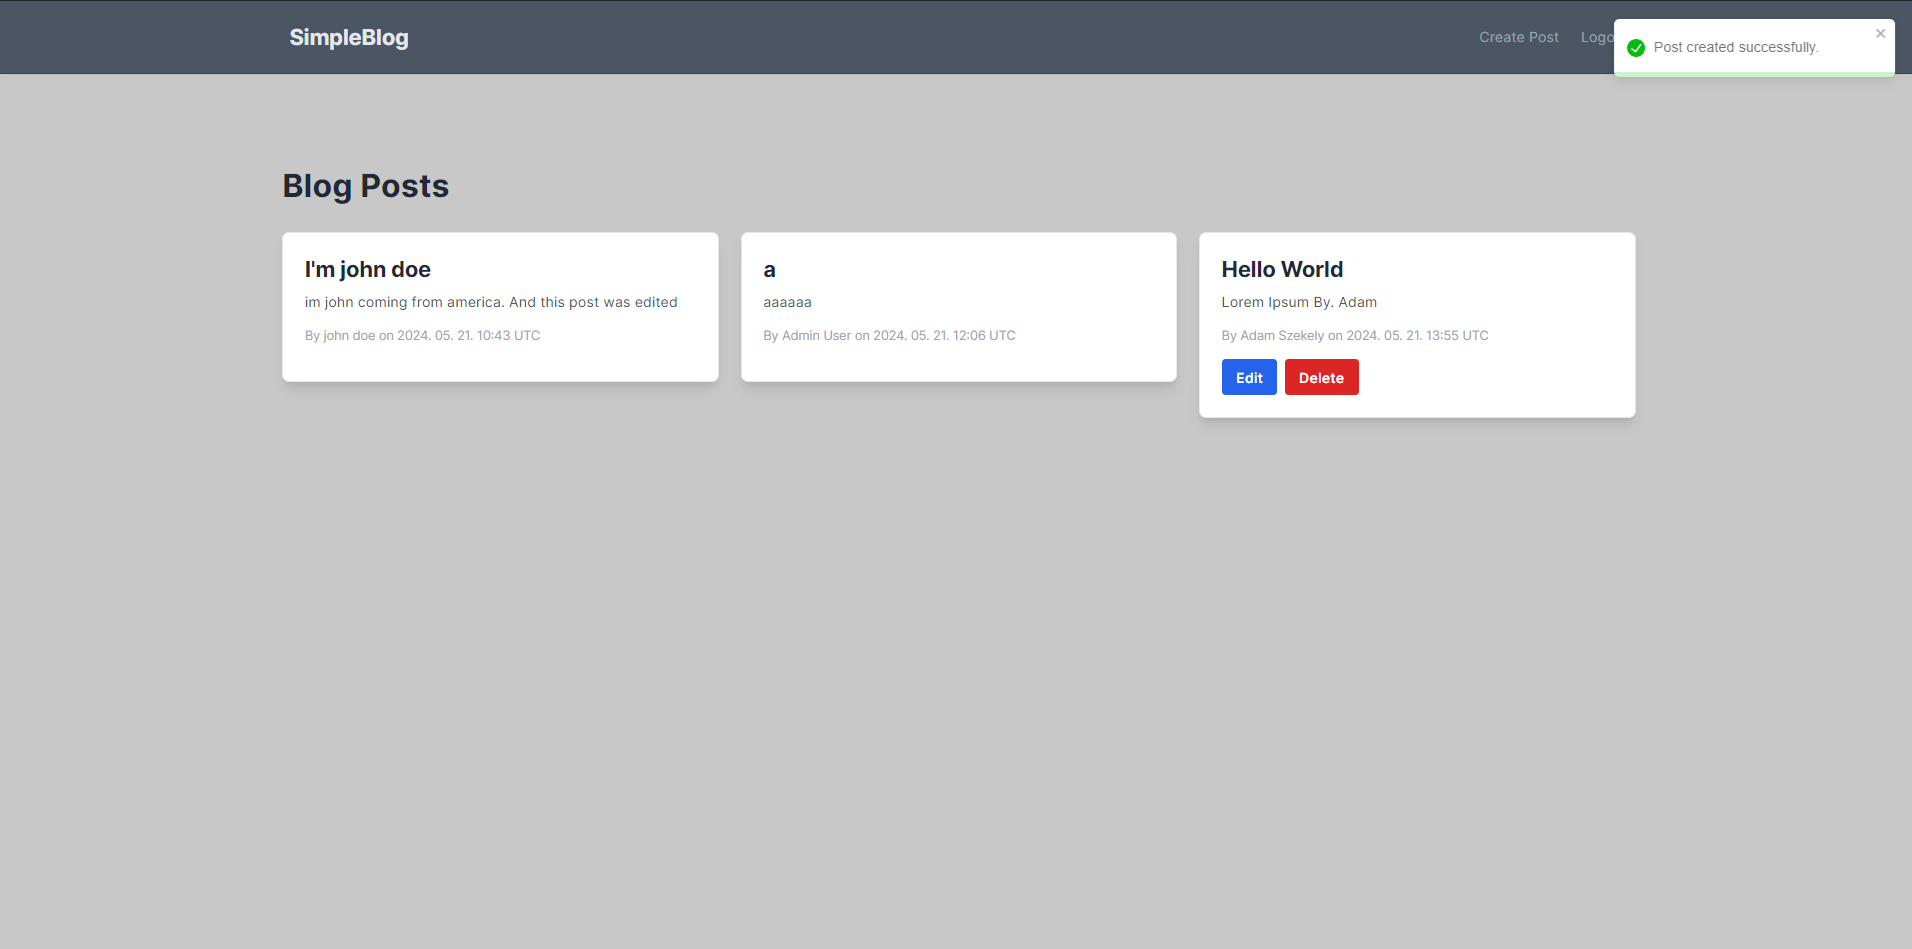 SimpleBlog
Create Post
Post created successfully.
Blog Posts
I'm john doe
im john coming from america. And this post was edited
By john doe on 2024. 05. 21. 10:43 UTC
a
aaaaaa
By Admin User on 2024. 05. 21. 12:06 UTC
Hello World
Lorem Ipsum By. Adam
By Adam Szekely on 2024. 05. 21. 13:55 UTC
Edit
Delete